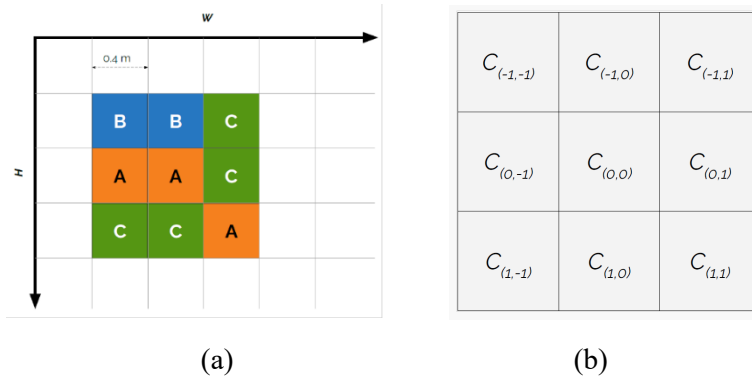 W
0.4 m
H
B B C
A A C
C C A
(a)
C(-1,-1) C(-1,0) C(-1,1)
C(0,-1) C(0,0) C(0,1)
C(1,-1) C(1,0) C(1,1)
(b)